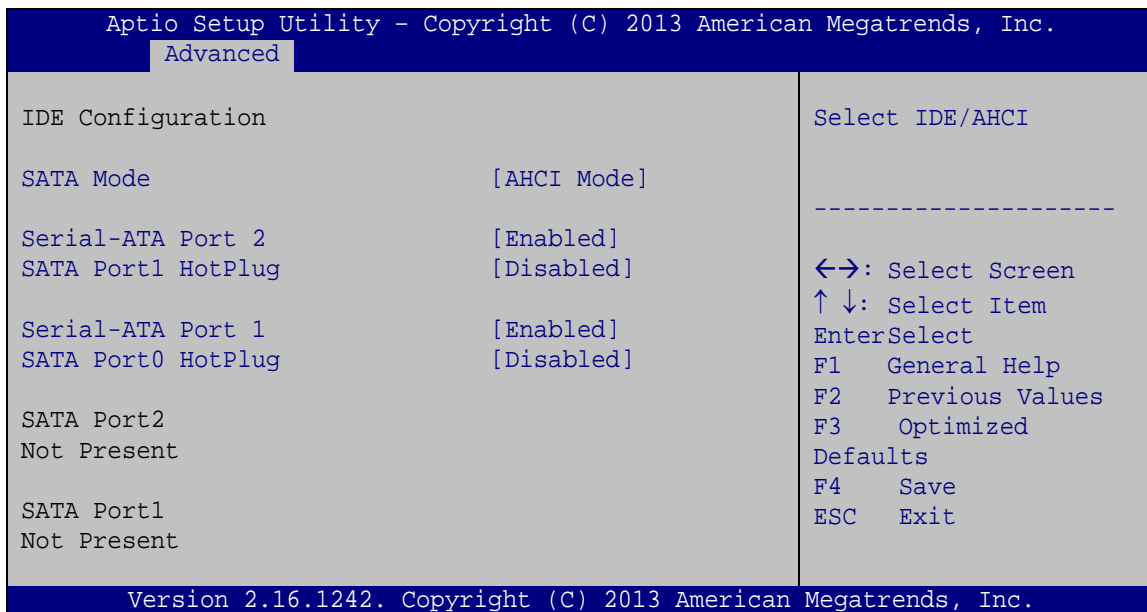 Aptio Setup Utility – Copyright (C) 2013 American Megatrends, Inc.
Advanced
IDE Configuration
SATA Mode [AHCI Mode]
Serial-ATA Port 2 [Enabled]
SATA Port1 HotPlug [Disabled]
Serial-ATA Port 1 [Enabled]
SATA Port0 HotPlug [Disabled]
SATA Port2
Not Present
SATA Port1
Not Present
Select IDE/AHCI
---------------------
←→: Select Screen
↑ ↓: Select Item
EnterSelect
F1 General Help
F2 Previous Values
F3 Optimized
Defaults
F4 Save
ESC Exit
Version 2.16.1242. Copyright (C) 2013 American Megatrends, Inc.